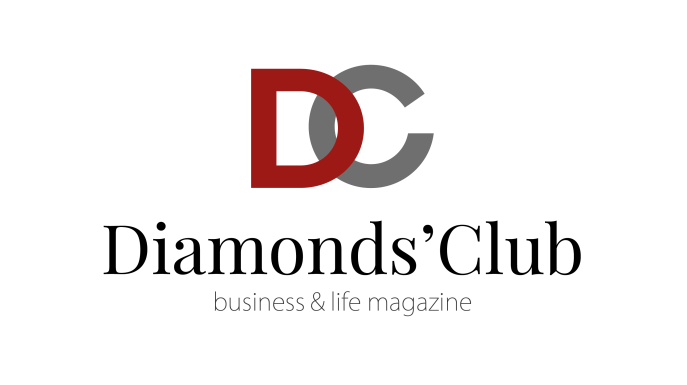 DC
Diamonds’Club
business & life magazine